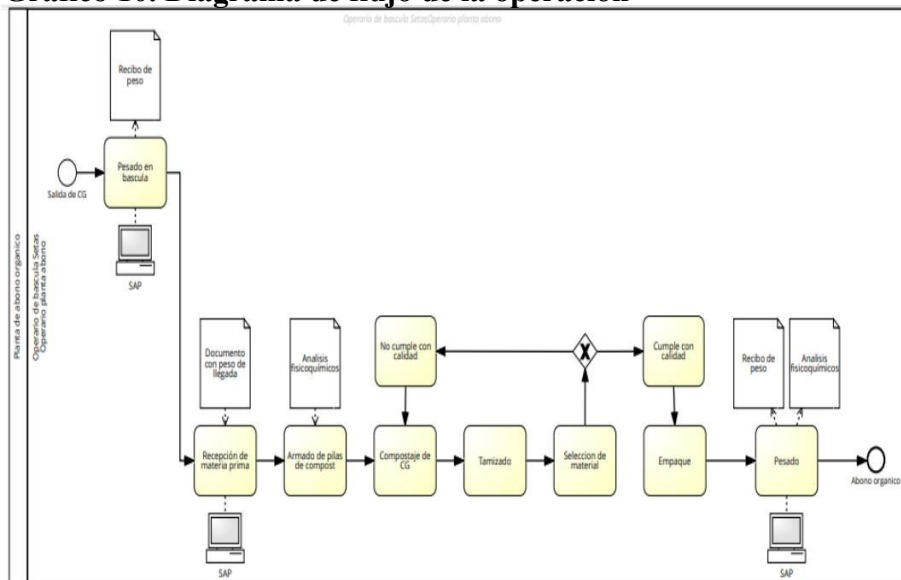 Gráfico 10. Diagrama de flujo de la operación
Operario de bascula SetasOperario planta abono
Planta de abono organico
Operario de bascula Setas
Operario planta abono
Recibo de
peso
Pesado en
bascula
Salida de CG
SAP
Documento
con peso de
llegada
Analisis
fisicoquímicos
No cumple con
calidad
X
Cumple con
calidad
Recibo de
peso
Analisis
fisicoquímicos
Recepción de
materia prima
Armado de pilas
de compost
Compostaje de
CG
Tamizado
Seleccion de
material
Empaque
Pesado
Abono organico
SAP
SAP